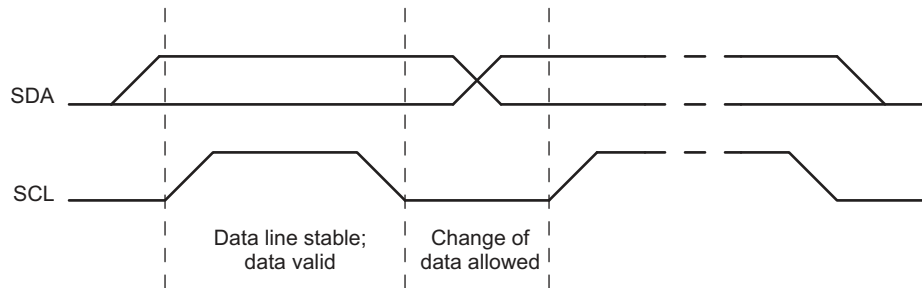 SDA
SCL
Data line stable;
data valid
Change of
data allowed